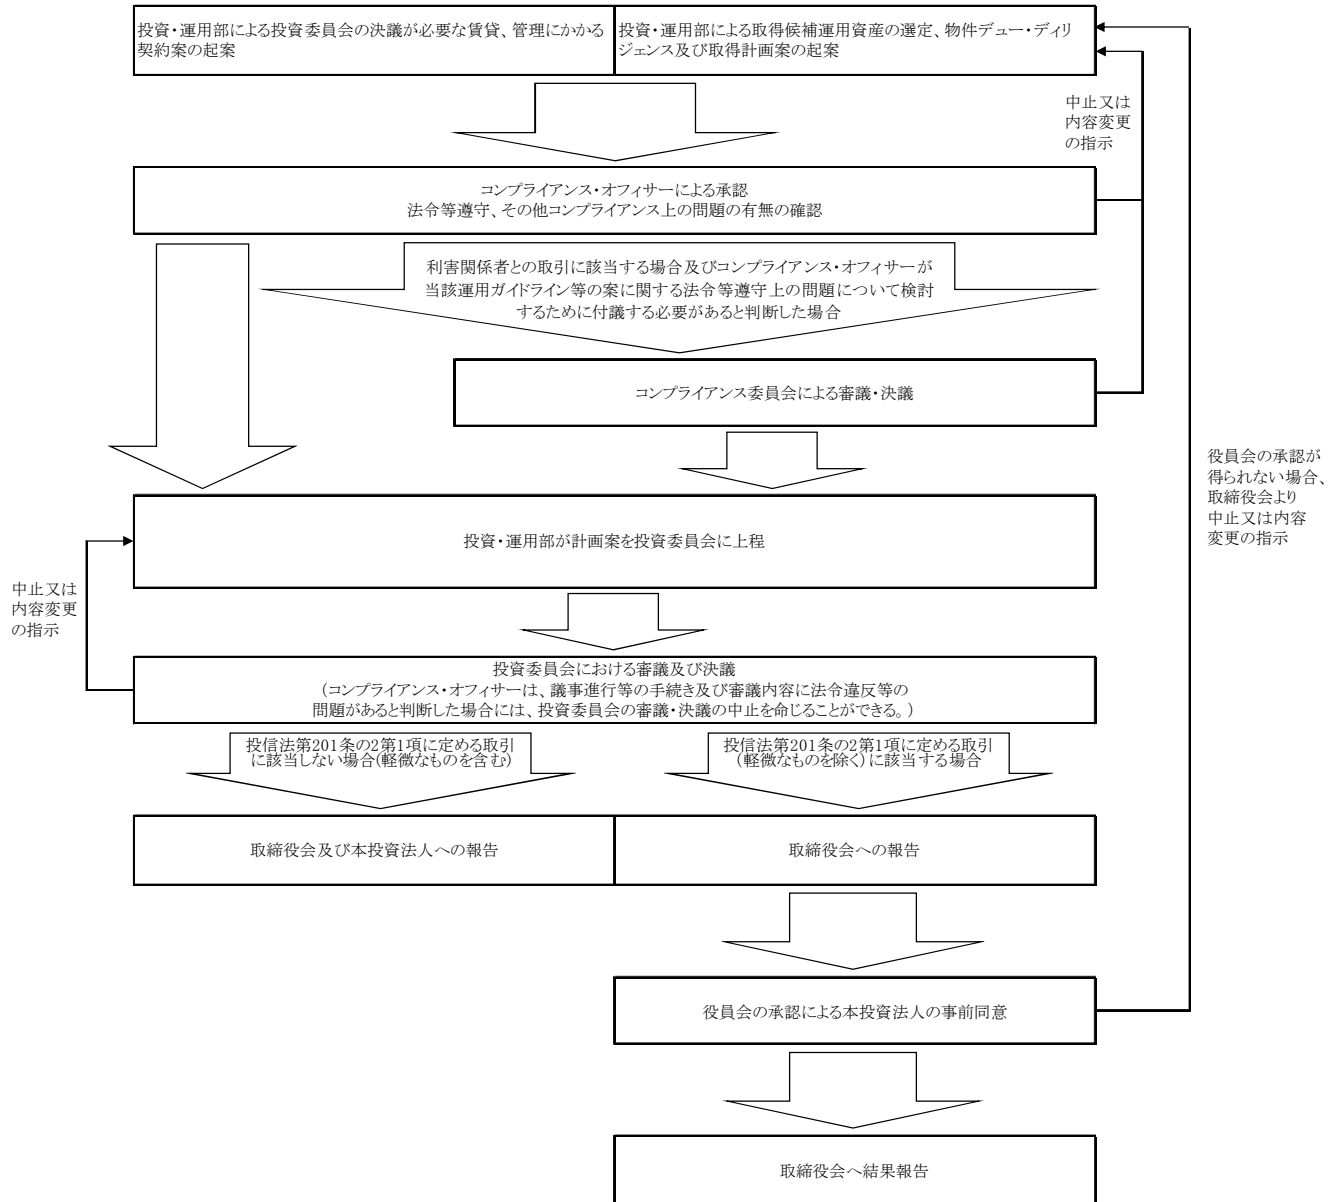 投資・運用部による投資委員会の決議が必要な賃貸、管理にかかる
契約案の起案
投資・運用部による取得候補運用資産の選定、物件デュー・ディリ
ジェンス及び取得計画案の起案
中止又は
内容変更
の指示
コンプライアンス・オフィサーによる承認
法令等遵守、その他コンプライアンス上の問題の有無の確認
利害関係者との取引に該当する場合及びコンプライアンス・オフィサーが
当該運用ガイドライン等の案に関する法令等遵守上の問題について検討
するために付議する必要があると判断した場合
コンプライアンス委員会による審議・決議
役員会の承認が
得られない場合、
取締役会より
中止又は内容
変更の指示
投資・運用部が計画案を投資委員会に上程
中止又は
内容変更
の指示
投資委員会における審議及び決議
(コンプライアンス・オフィサーは、議事進行等の手続き及び審議内容に法令違反等の
問題があると判断した場合には、投資委員会の審議・決議の中止を命じることができる。)
投信法第201条の2第1項に定める取引
に該当しない場合(軽微なものを含む)
投信法第201条の2第1項に定める取引
(軽微なものを除く)に該当する場合
取締役会及び本投資法人への報告
取締役会への報告
役員会の承認による本投資法人の事前同意
取締役会へ結果報告